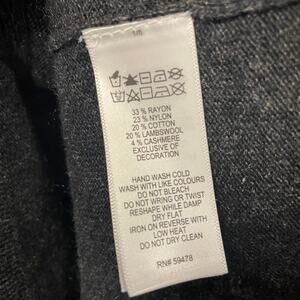 33 % RAYON
23 % NYLON
20 % COTTON
20 % LAMBSWOOL
4 % CASHMERE
EXCLUSIVE OF
DECORATION
HAND WASH COLD
WASH WITH LIKE COLOURS
DO NOT BLEACH
DO NOT WRING OR TWIST
RESHAPE WHILE DAMP
DRY FLAT
IRON ON REVERSE WITH
LOW HEAT
DO NOT DRY CLEAN
RN# 59478